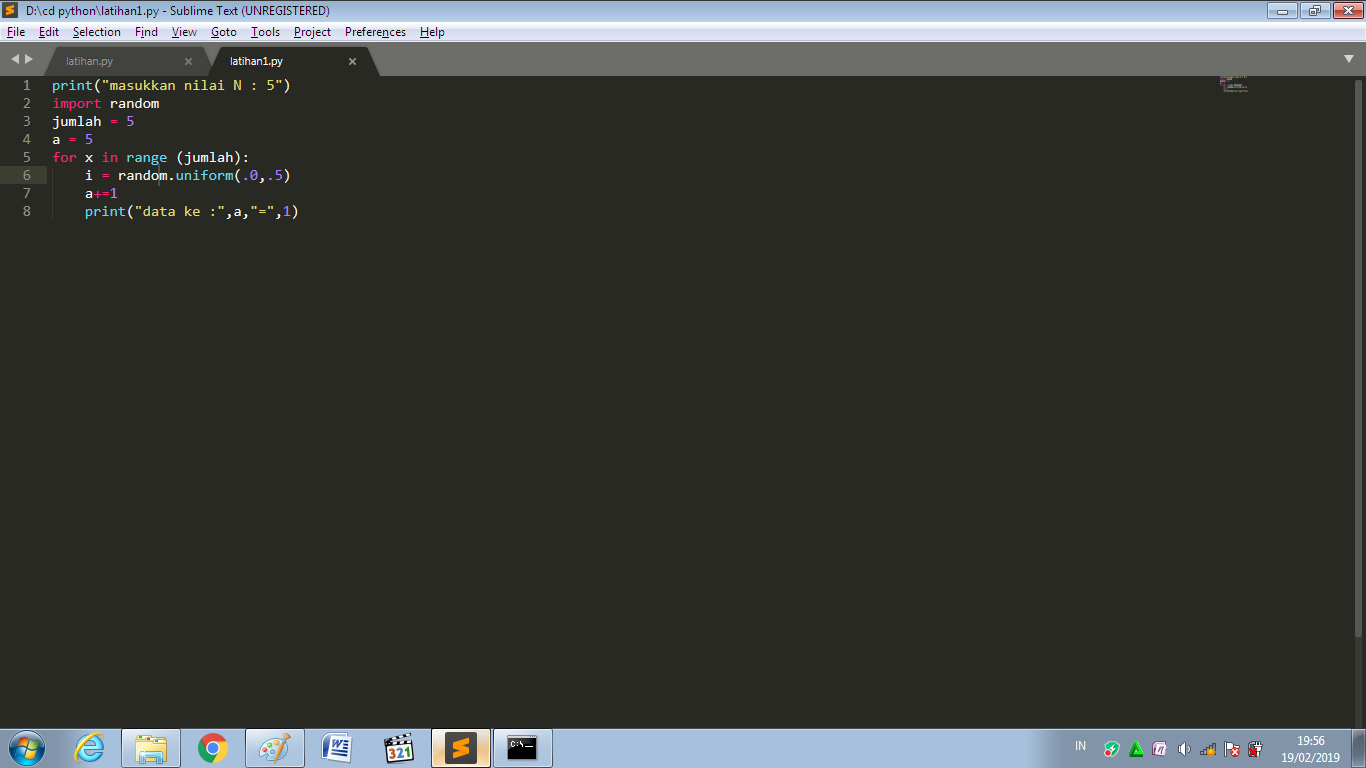 D:\cd python\latihan1.py - Sublime Text (UNREGISTERED)
File Edit Selection Find View Goto Tools Project Preferences Help
latihan.py latihan1.py
1 print("masukkan nilai N : 5")
2 import random
3 jumlah = 5
4 a = 5
5 for x in range (jumlah):
6     i = random.uniform(.0,.5)
7     a+=1
8     print("data ke :",a,"=",1)
321
C:\
IN
19:56
19/02/2019